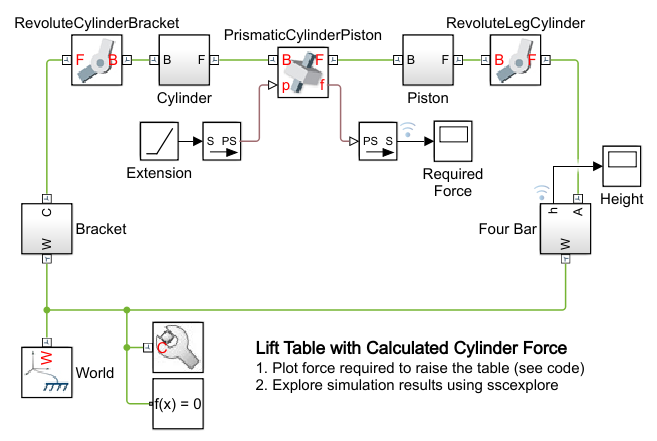 RevoluteCylinderBracket
PrismaticCylinderPiston
RevoluteLegCylinder
F B
B F
B F
p f
B F
B F
Cylinder
Piston
S PS
PS S
Extension
Required
Force
Height
C
W
Bracket
Four Bar
h A
W
W
World
C
f(x) = 0
Lift Table with Calculated Cylinder Force
1. Plot force required to raise the table (see code)
2. Explore simulation results using sscexplore